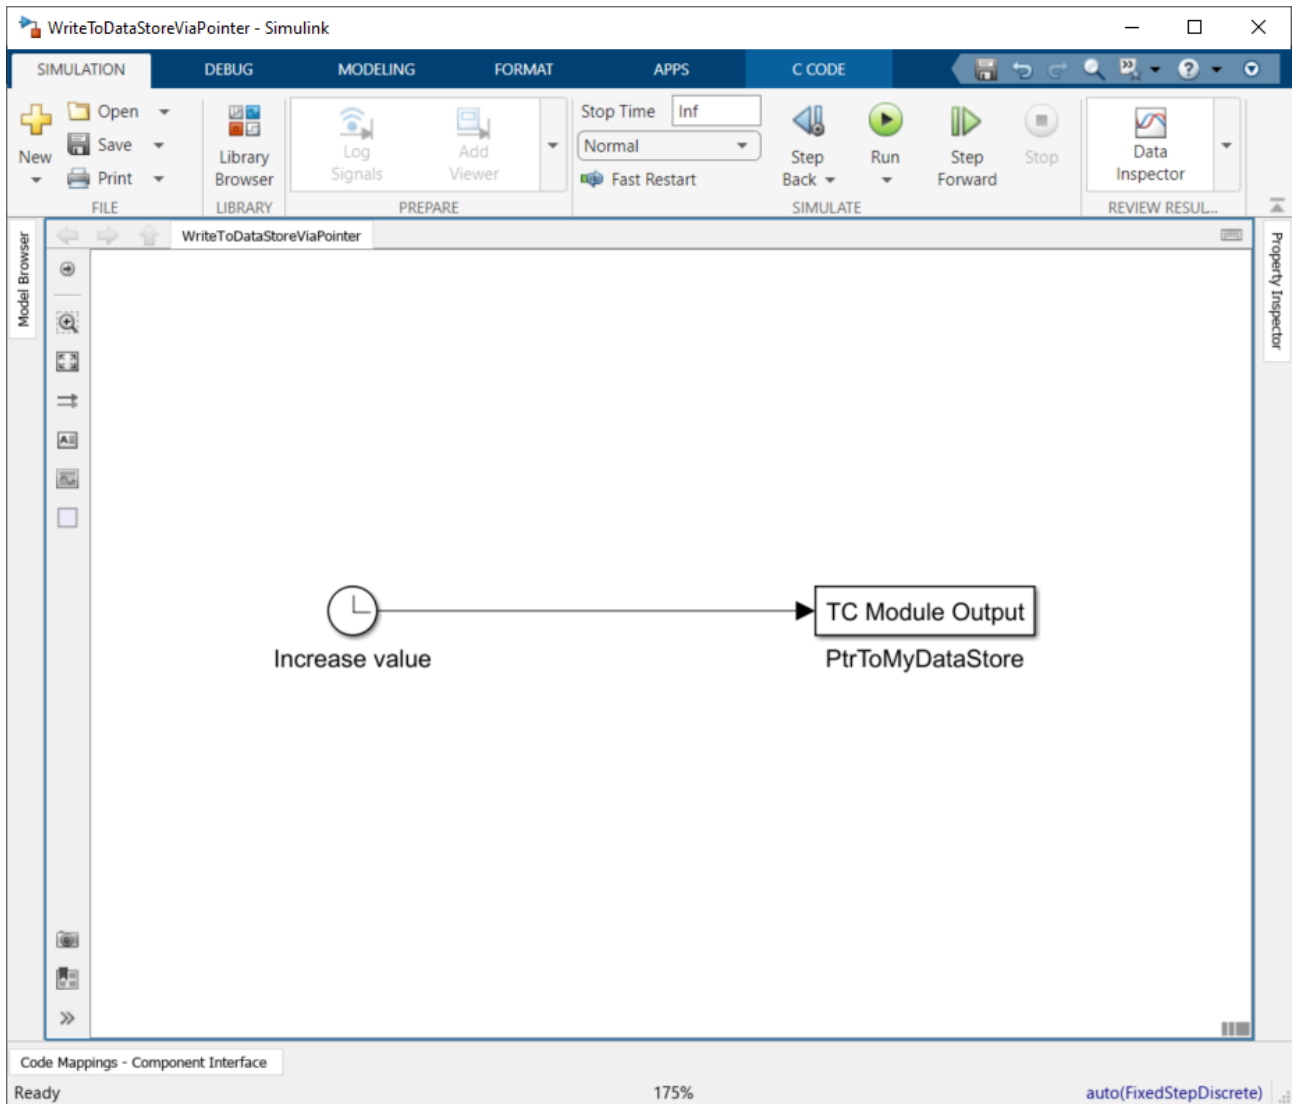 WriteToDataStoreViaPointer - Simulink
SIMULATION DEBUG MODELING FORMAT APPS C CODE
New
Open
Save
Print
FILE
Library
Browser
LIBRARY
Log
Signals
Add
Viewer
PREPARE
Stop Time Inf
Normal
Fast Restart
Step
Back
Run
Step
Forward
Stop
SIMULATE
Data
Inspector
REVIEW RESUL...
Model Browser
WriteToDataStoreViaPointer
Property Inspector
Increase value
TC Module Output
PtrToMyDataStore
Code Mappings - Component Interface
Ready 175% auto(FixedStepDiscrete)